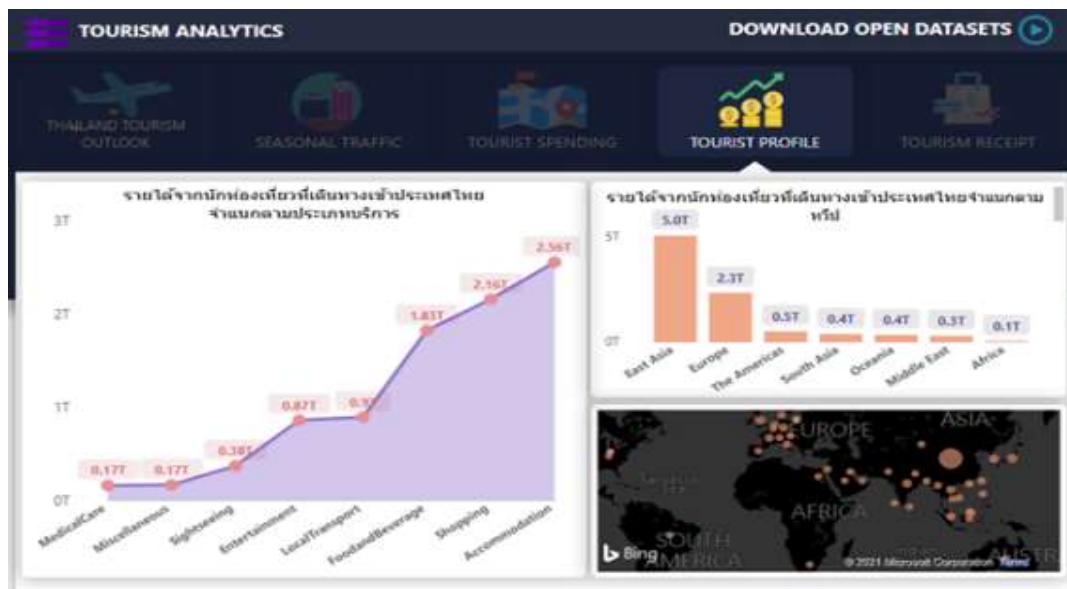 TOURISM ANALYTICS
DOWNLOAD OPEN DATASETS
THAILAND TOURISM
OUTLOOK
SEASONAL TRAFFIC
TOURIST SPENDING
TOURIST PROFILE
TOURISM RECEIPT
รายได้จากนักท่องเที่ยวที่เดินทางเข้าประเทศไทย
จำแนกตามประเภทบริการ
3T
2T
1T
0T
0.17T
0.17T
0.38T
0.87T
1.83T
2.16T
2.56T
MedicalCare
Miscellaneous
Sightseeing
Entertainment
LocalTransport
FoodandBeverage
Shopping
Accommodation
รายได้จากนักท่องเที่ยวที่เดินทางเข้าประเทศไทยจำแนกตาม
ทวีป
5T
0T
5.0T
2.3T
0.5T
0.4T
0.4T
0.3T
0.1T
East Asia
Europe
The Americas
South Asia
Oceania
Middle East
Africa
EUROPE
ASIA
AFRICA
SOUTH
AMERICA
Bing
© 2021 Microsoft Corporation Terms